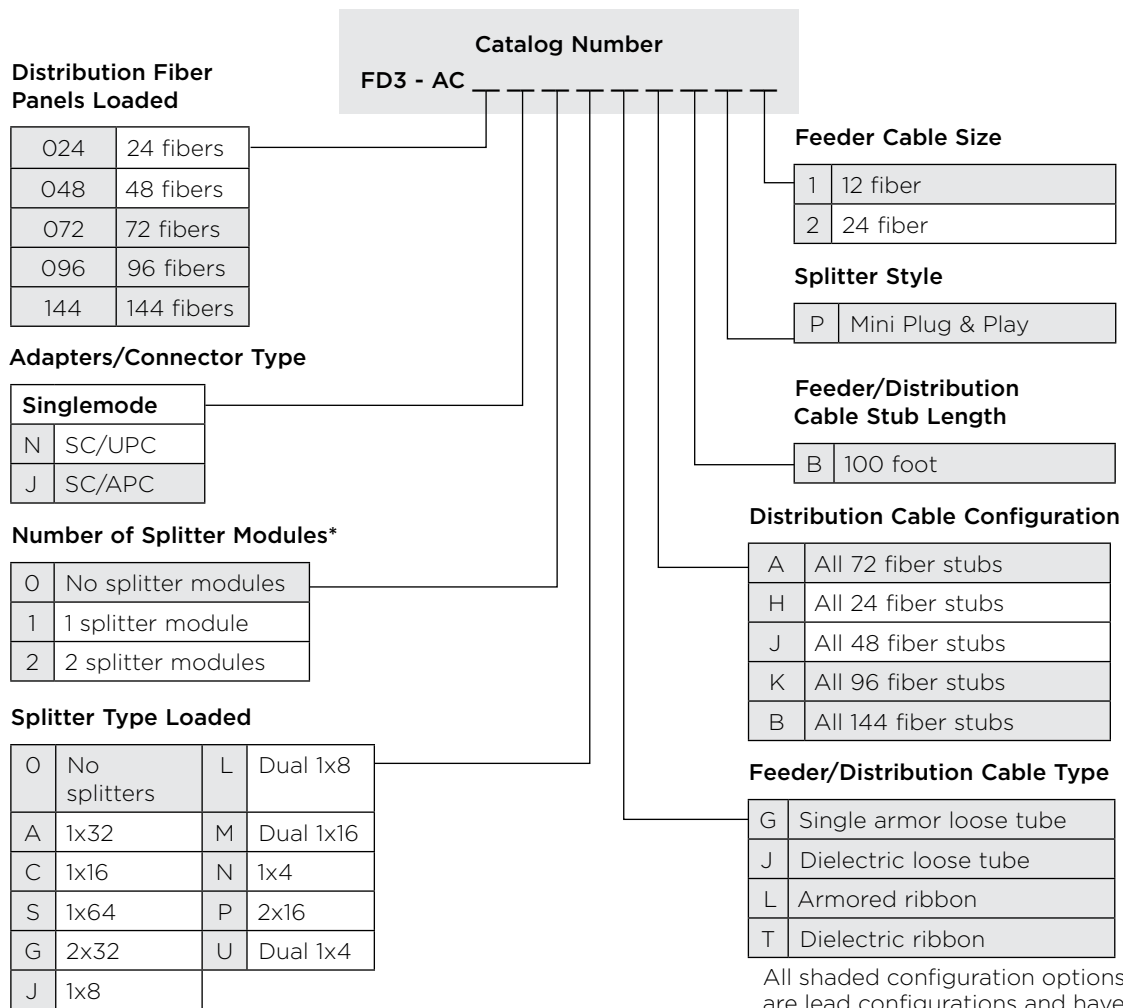 Catalog Number
FD3 - AC _ _ _ _ _ _ _ _ _
Distribution Fiber
Panels Loaded
024 24 fibers
048 48 fibers
072 72 fibers
096 96 fibers
144 144 fibers
Adapters/Connector Type
Singlemode
N SC/UPC
J SC/APC
Number of Splitter Modules*
0 No splitter modules
1 1 splitter module
2 2 splitter modules
Splitter Type Loaded
0 No L Dual 1x8
splitters
A 1x32 M Dual 1x16
C 1x16 N 1x4
S 1x64 P 2x16
G 2x32 U Dual 1x4
J 1x8
Feeder Cable Size
1 12 fiber
2 24 fiber
Splitter Style
P Mini Plug & Play
Feeder/Distribution
Cable Stub Length
B 100 foot
Distribution Cable Configuration
A All 72 fiber stubs
H All 24 fiber stubs
J All 48 fiber stubs
K All 96 fiber stubs
B All 144 fiber stubs
Feeder/Distribution Cable Type
G Single armor loose tube
J Dielectric loose tube
L Armored ribbon
T Dielectric ribbon
All shaded configuration options
are lead configurations and have